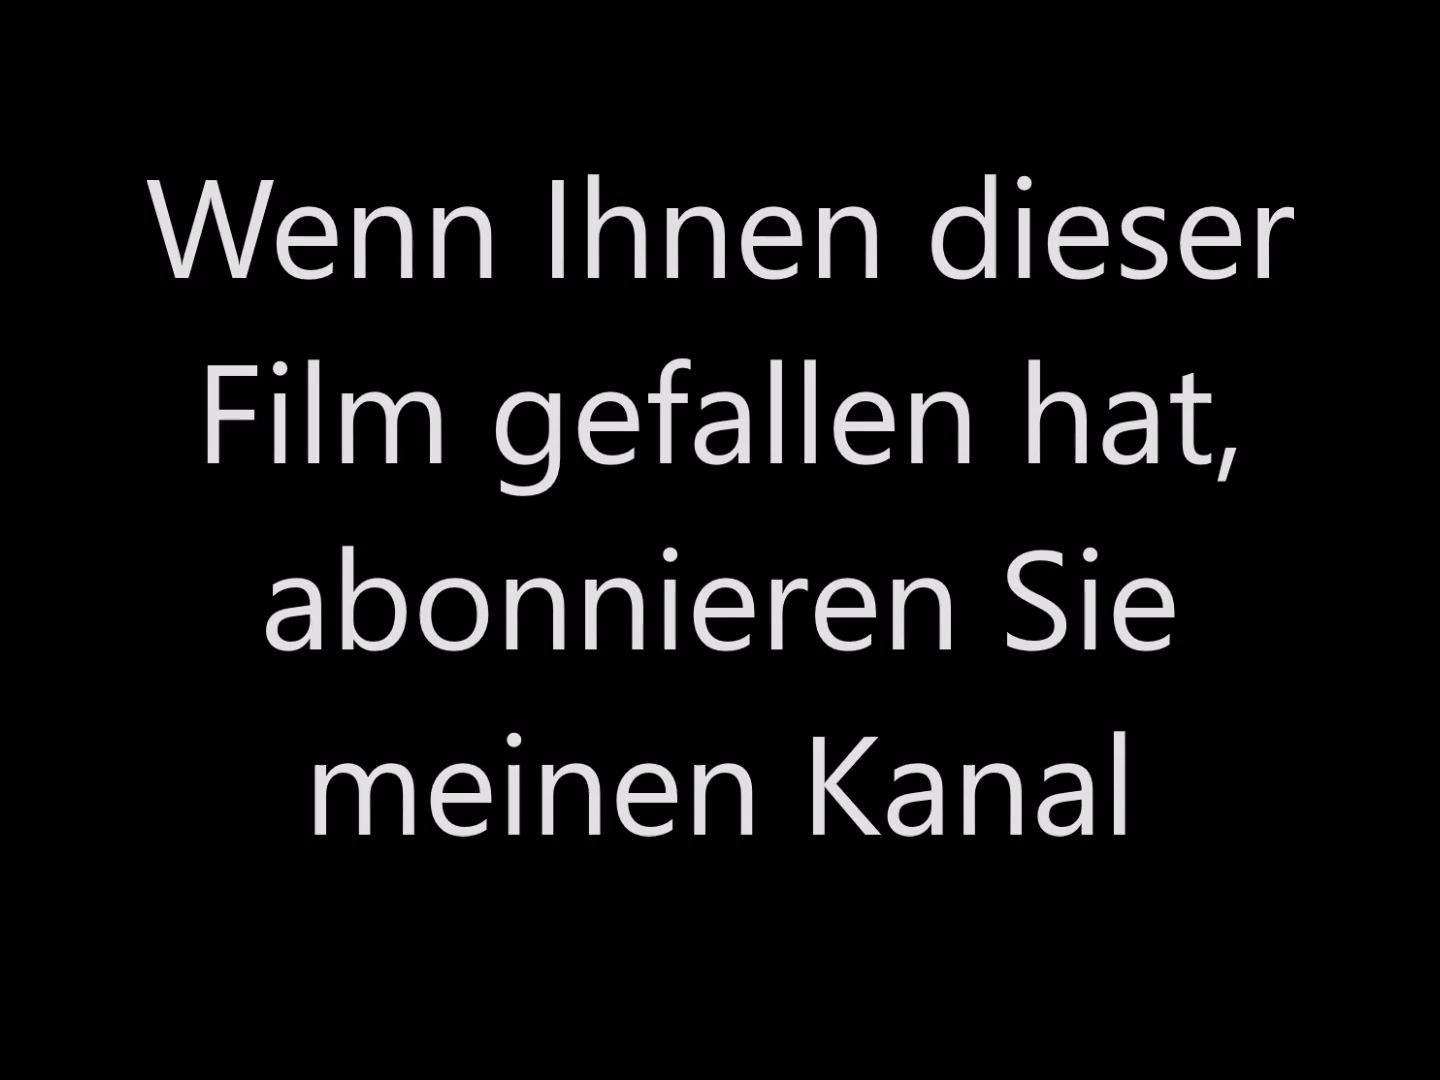 Wenn Ihnen dieser
Film gefallen hat,
abonnieren Sie
meinen Kanal